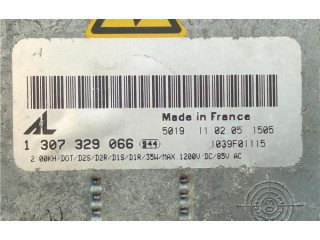 Made in France
5019 11 02 05 1505
AL
1 307 329 066 944
1039F01115
2.00KH/DOT/D2S/D2R/D1S/D1R/35W/MAX.1200V DC/85V AC